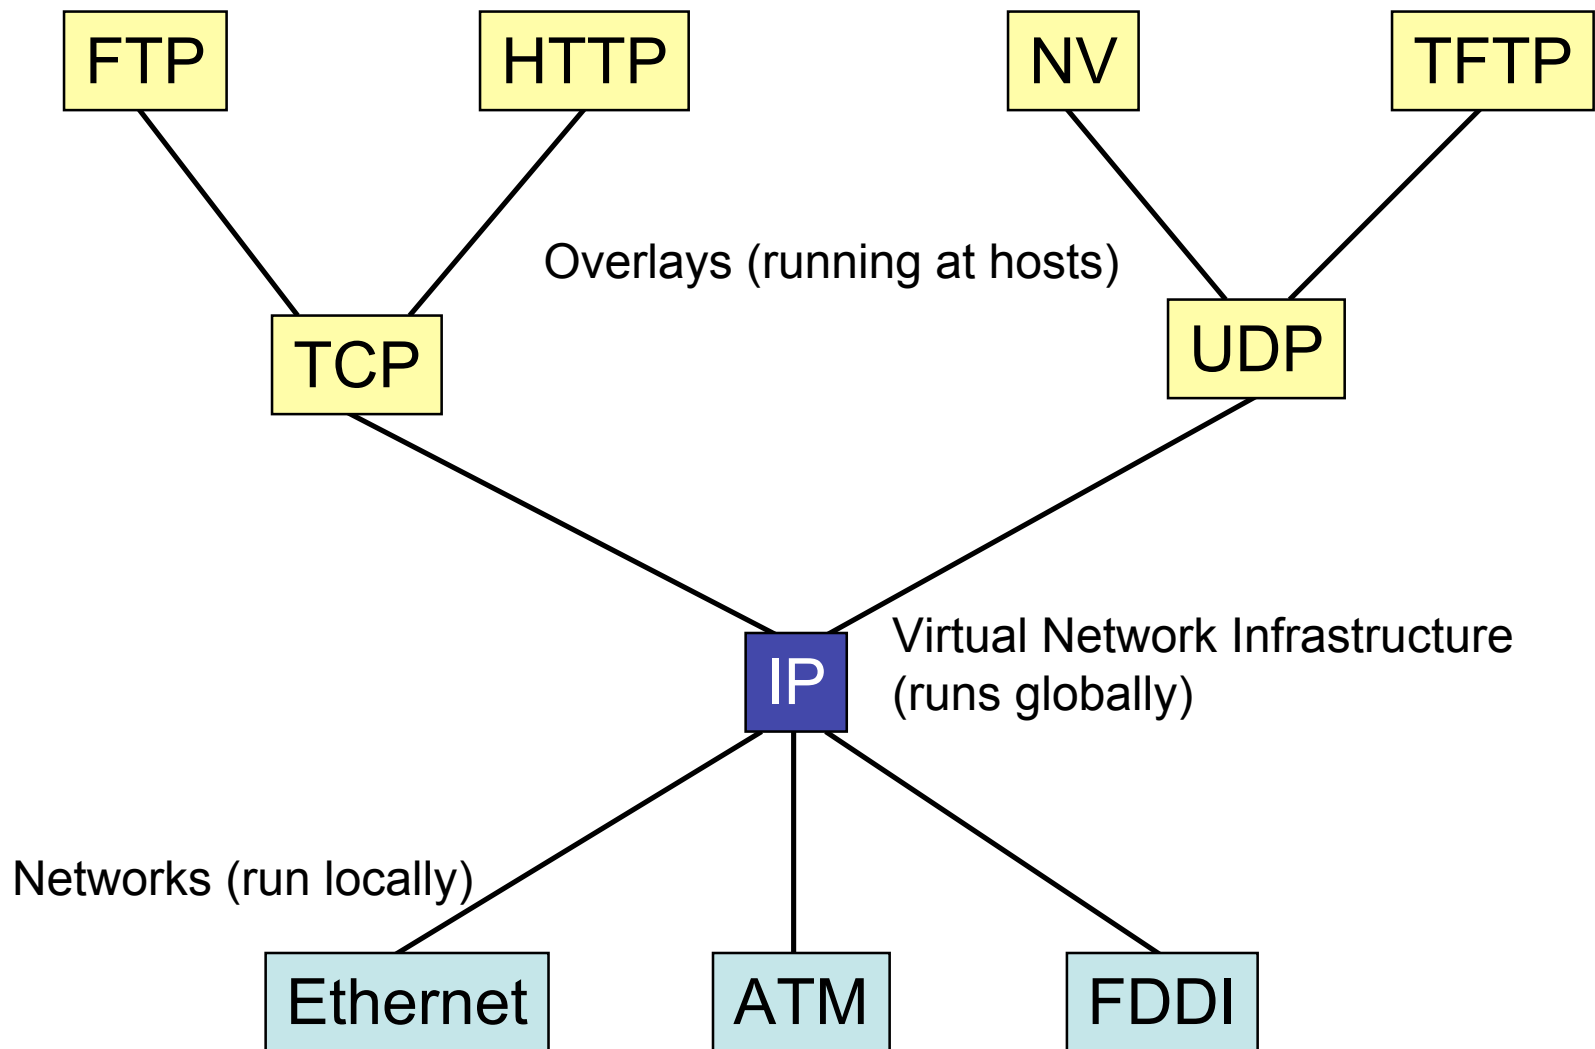 FTP
HTTP
NV
TFTP
Overlays (running at hosts)
TCP
UDP
IP
Virtual Network Infrastructure
(runs globally)
Networks (run locally)
Ethernet
ATM
FDDI